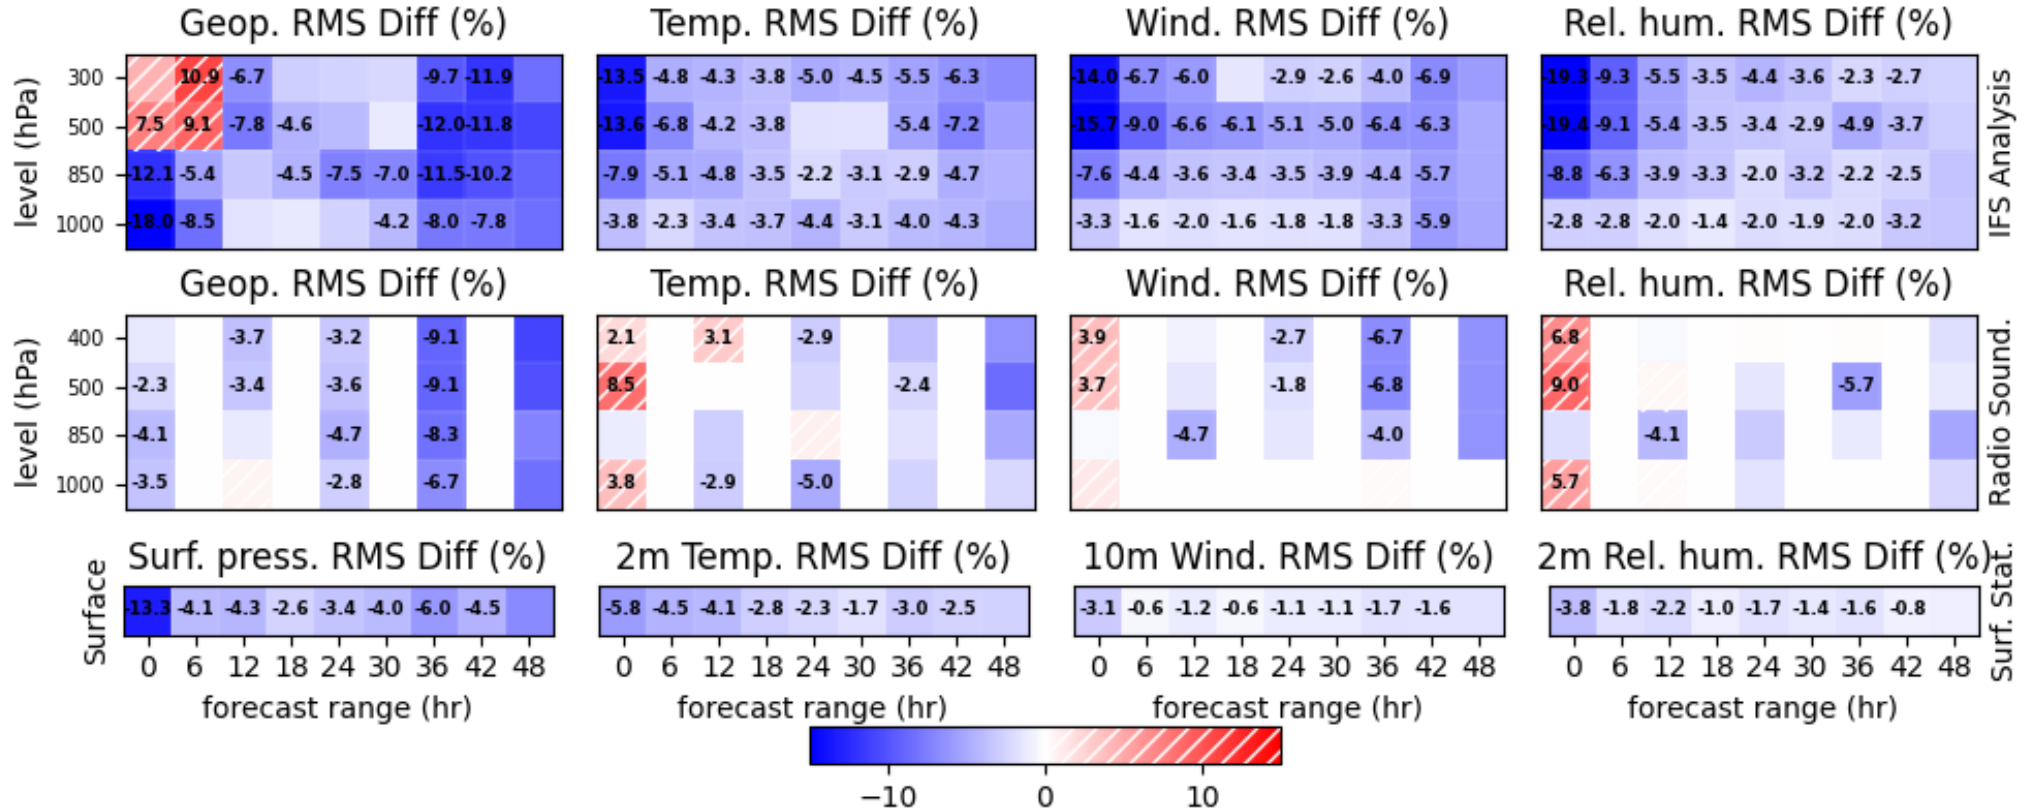 Geop. RMS Diff (%) Temp. RMS Diff (%) Wind. RMS Diff (%) Rel. hum. RMS Diff (%)
300 10.9 -6.7 -9.7 -11.9 -13.5 -4.8 -4.3 -3.8 -5.0 -4.5 -5.5 -6.3 -14.0 -6.7 -6.0 -2.9 -2.6 -4.0 -6.9 -19.3 -9.3 -5.5 -3.5 -4.4 -3.6 -2.3 -2.7
500 7.5 9.1 -7.8 -4.6 -12.0 -11.8 -13.6 -6.8 -4.2 -3.8 -5.4 -7.2 -15.7 -9.0 -6.6 -6.1 -5.1 -5.0 -6.4 -6.3 -19.4 -9.1 -5.4 -3.5 -3.4 -2.9 -4.9 -3.7
850 -12.1 -5.4 -4.5 -7.5 -7.0 -11.5 -10.2 -7.9 -5.1 -4.8 -3.5 -2.2 -3.1 -2.9 -4.7 -7.6 -4.4 -3.6 -3.4 -3.5 -3.9 -4.4 -5.7 -8.8 -6.3 -3.9 -3.3 -2.0 -3.2 -2.2 -2.5
1000 -18.0 -8.5 -4.2 -8.0 -7.8 -3.8 -2.3 -3.4 -3.7 -4.4 -3.1 -4.0 -4.3 -3.3 -1.6 -2.0 -1.6 -1.8 -1.8 -3.3 -5.9 -2.8 -2.8 -2.0 -1.4 -2.0 -1.9 -2.0 -3.2
level (hPa)
IFS Analysis
Geop. RMS Diff (%) Temp. RMS Diff (%) Wind. RMS Diff (%) Rel. hum. RMS Diff (%)
400 -3.7 -3.2 -9.1 2.1 3.1 -2.9 3.9 -2.7 -6.7 6.8
500 -2.3 -3.4 -3.6 -9.1 8.5 -2.4 3.7 -1.8 -6.8 9.0 -5.7
850 -4.1 -4.7 -8.3 -4.7 -4.0 -4.1
1000 -3.5 -2.8 -6.7 3.8 -2.9 -5.0 5.7
level (hPa)
Radio Sound.
Surf. press. RMS Diff (%) 2m Temp. RMS Diff (%) 10m Wind. RMS Diff (%) 2m Rel. hum. RMS Diff (%)
-13.3 -4.1 -4.3 -2.6 -3.4 -4.0 -6.0 -4.5 -5.8 -4.5 -4.1 -2.8 -2.3 -1.7 -3.0 -2.5 -3.1 -0.6 -1.2 -0.6 -1.1 -1.1 -1.7 -1.6 -3.8 -1.8 -2.2 -1.0 -1.7 -1.4 -1.6 -0.8
Surface
Surf. Stat.
0 6 12 18 24 30 36 42 48 0 6 12 18 24 30 36 42 48 0 6 12 18 24 30 36 42 48 0 6 12 18 24 30 36 42 48
forecast range (hr) forecast range (hr) forecast range (hr) forecast range (hr)
−10 0 10